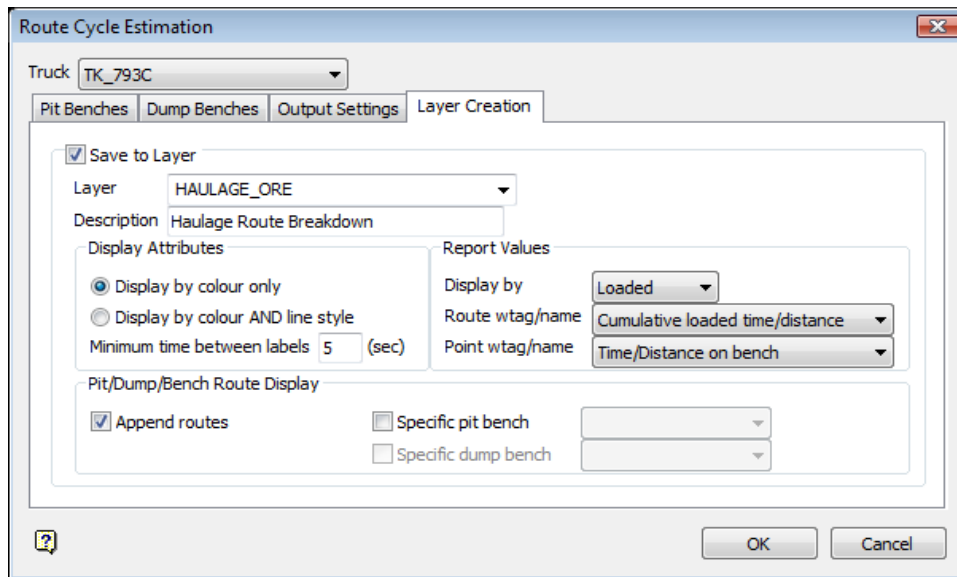 Route Cycle Estimation
Truck TK_793C
Pit Benches Dump Benches Output Settings Layer Creation
Save to Layer
Layer HAULAGE_ORE
Description Haulage Route Breakdown
Display Attributes Report Values
Display by colour only Display by Loaded
Display by colour AND line style Route wtag/name Cumulative loaded time/distance
Minimum time between labels 5 (sec) Point wtag/name Time/Distance on bench
Pit/Dump/Bench Route Display
Append routes Specific pit bench
Specific dump bench
? OK Cancel